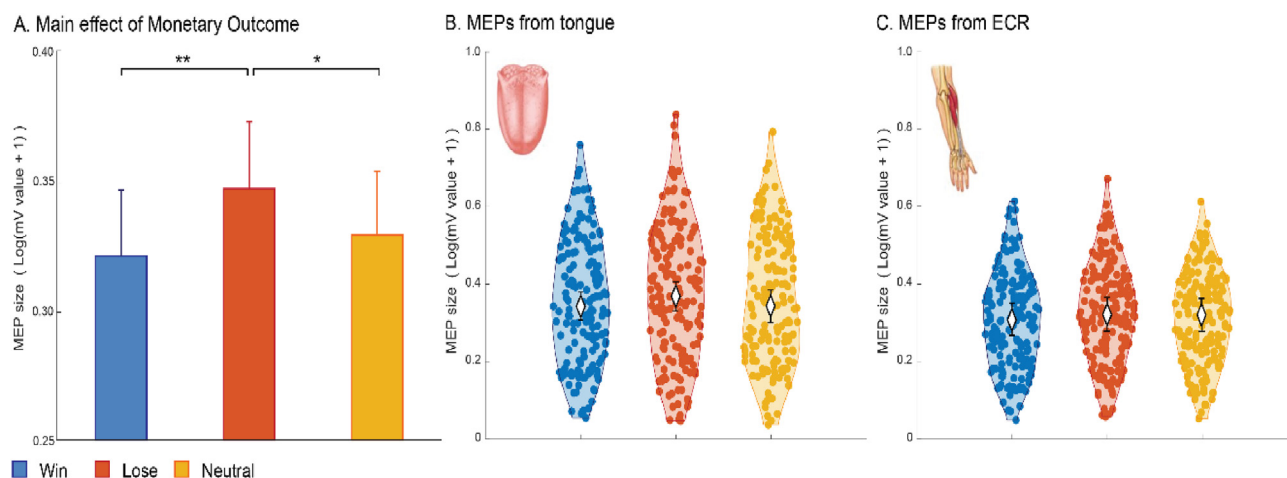 A. Main effect of Monetary Outcome
MEP size ( Log(mV value + 1) )
0.40
0.35
0.30
0.25
**
*
Win
Lose
Neutral
B. MEPs from tongue
MEP size ( Log(mV value + 1) )
1.0
0.8
0.6
0.4
0.2
0
C. MEPs from ECR
MEP size ( Log(mV value + 1) )
1.0
0.8
0.6
0.4
0.2
0